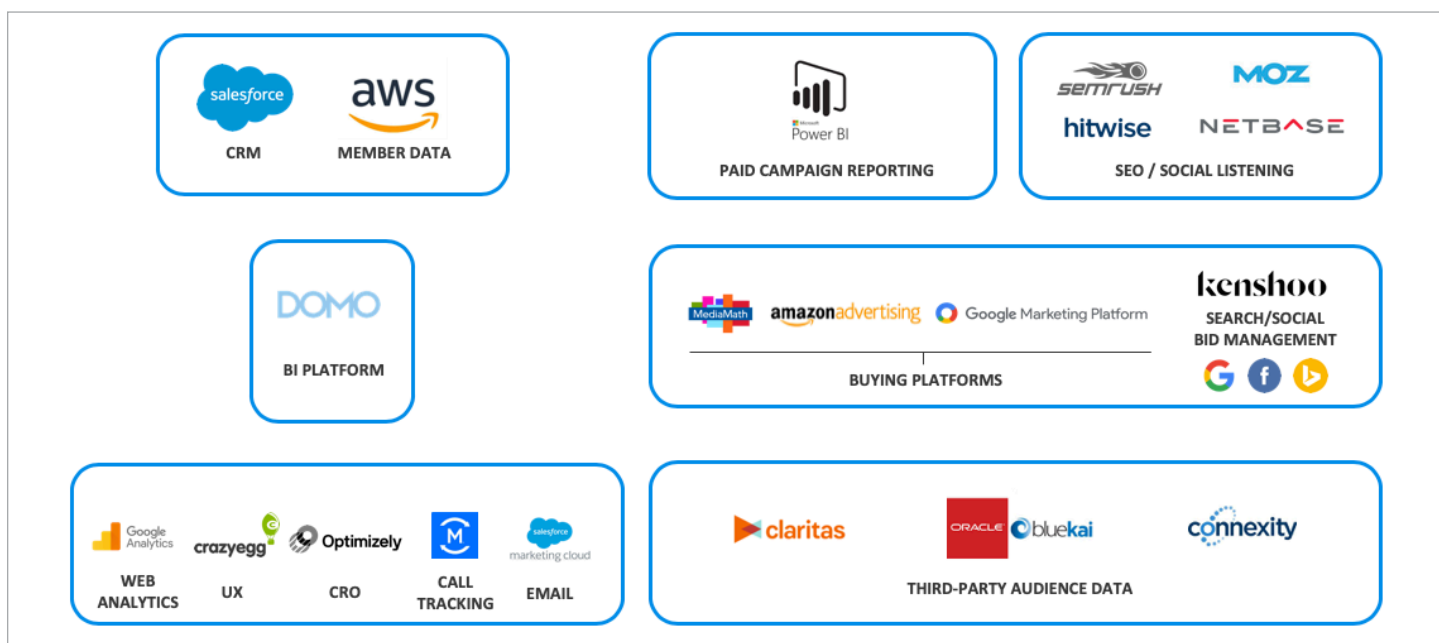 salesforce
CRM
aws
MEMBER DATA
Microsoft
Power BI
PAID CAMPAIGN REPORTING
semrush
MOZ
hitwise
NETBASE
SEO / SOCIAL LISTENING
DOMO
BI PLATFORM
MediaMath
amazonadvertising
Google Marketing Platform
BUYING PLATFORMS
kenshoo
SEARCH/SOCIAL
BID MANAGEMENT
G
f
b
Google
Analytics
WEB
ANALYTICS
crazyegg
UX
Optimizely
CRO
M
CALL
TRACKING
salesforce
marketing cloud
EMAIL
claritas
ORACLE
bluekai
connexity
THIRD-PARTY AUDIENCE DATA